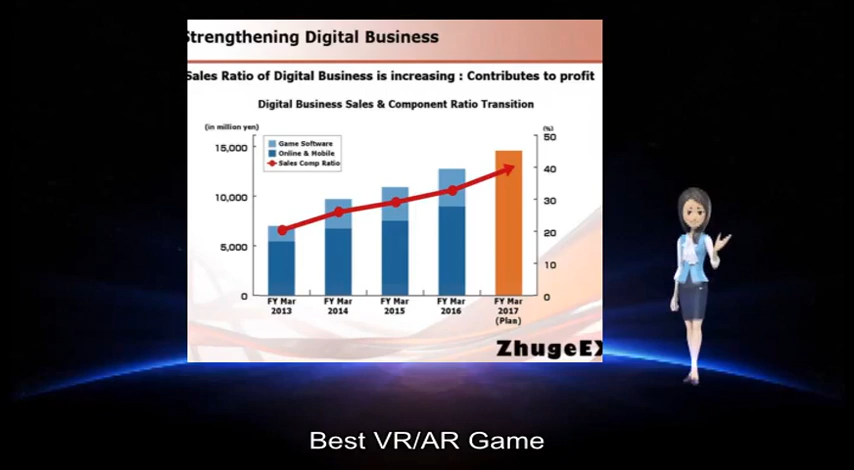 Strengthening Digital Business
Sales Ratio of Digital Business is increasing : Contributes to profit
Digital Business Sales & Component Ratio Transition
(in million yen)
(%)
15,000
10,000
5,000
0
Game Software
Online & Mobile
Sales Comp Ratio
50
40
30
20
10
0
FY Mar
2013
FY Mar
2014
FY Mar
2015
FY Mar
2016
FY Mar
2017
(Plan)
ZhugeEX
Best VR/AR Game